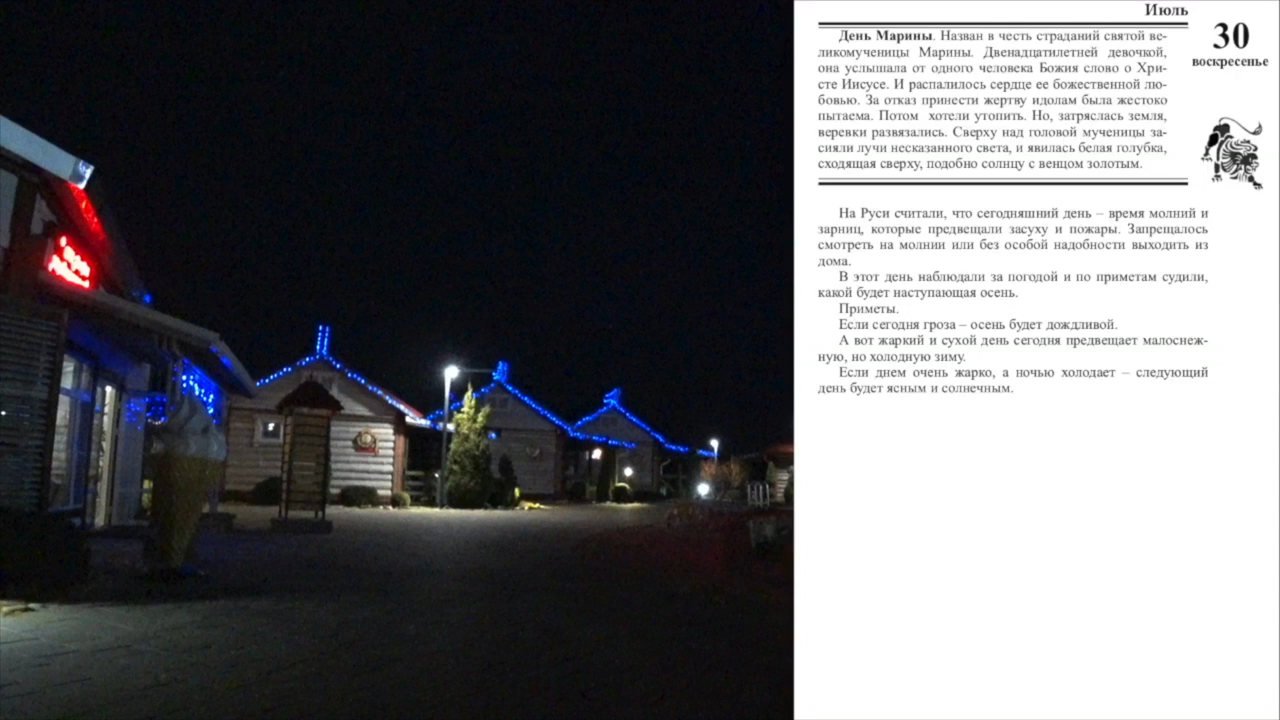 Июль
30
воскресенье
День Марины. Назван в честь страданий святой ве-
ликомученицы Марины. Двенадцатилетней девочкой,
она услышала от одного человека Божия слово о Хри-
сте Иисусе. И распалилось сердце ее божественной лю-
бовью. За отказ принести жертву идолам была жестоко
пытаема. Потом хотели утопить. Но, затряслась земля,
веревки развязались. Сверху над головой мученицы за-
сияли лучи несказанного света, и явилась белая голубка,
сходящая сверху, подобно солнцу с венцом золотым.
На Руси считали, что сегодняшний день – время молний и
зарниц, которые предвещали засуху и пожары. Запрещалось
смотреть на молнии или без особой надобности выходить из
дома.
В этот день наблюдали за погодой и по приметам судили,
какой будет наступающая осень.
Приметы.
Если сегодня гроза – осень будет дождливой.
А вот жаркий и сухой день сегодня предвещает малоснеж-
ную, но холодную зиму.
Если днем очень жарко, а ночью холодает – следующий
день будет ясным и солнечным.